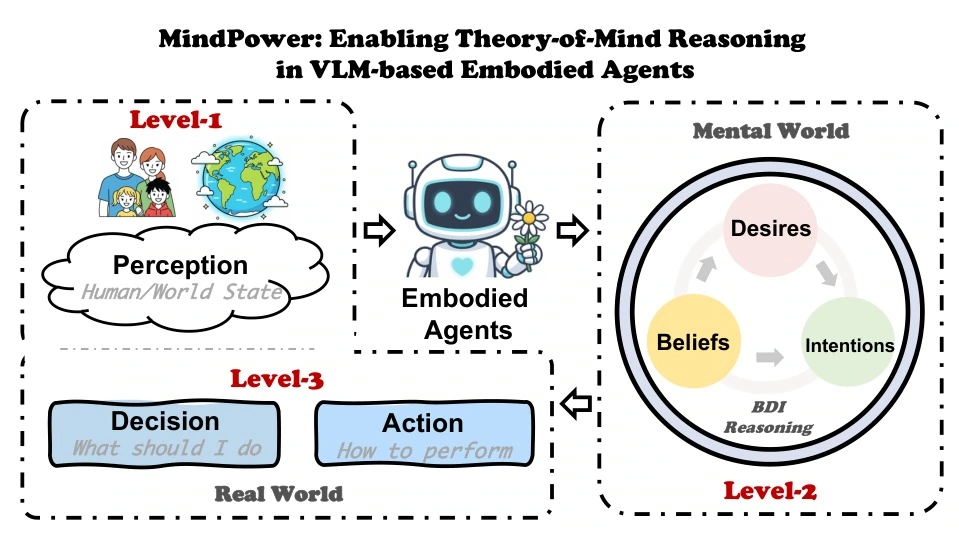 MindPower: Enabling Theory-of-Mind Reasoning
in VLM-based Embodied Agents
Level-1
Perception
Human/World State
Embodied
Agents
Mental World
Desires
Beliefs
Intentions
BDI
Reasoning
Level-2
Level-3
Decision
What should I do
Action
How to perform
Real World